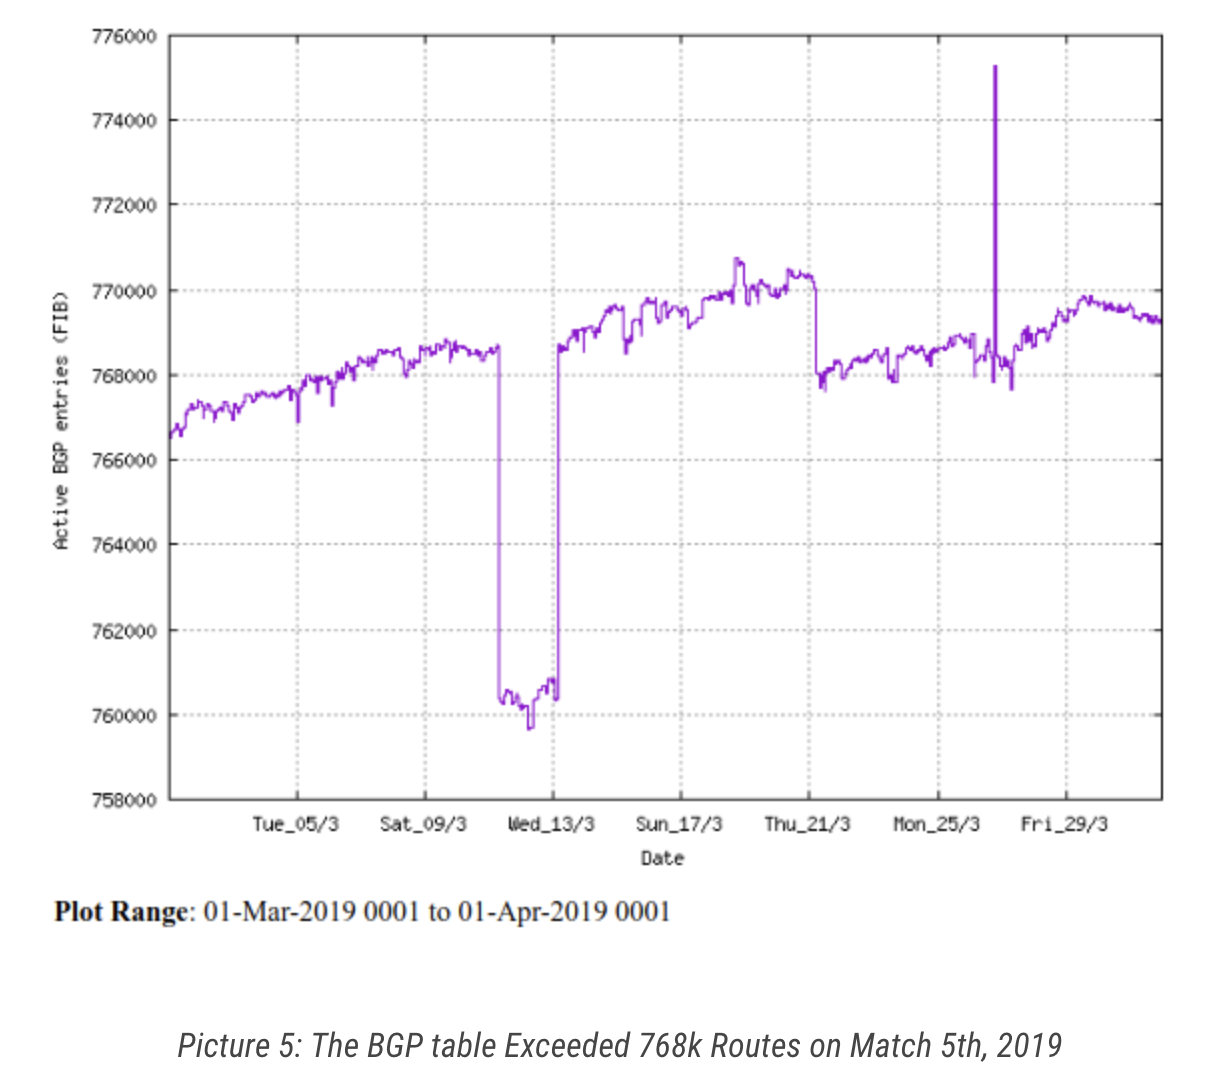 776000
774000
772000
770000
768000
766000
764000
762000
760000
758000
Active BGP entries (FIB)
Tue_05/3 Sat_09/3 Wed_13/3 Sun_17/3 Thu_21/3 Mon_25/3 Fri_29/3
Date
Plot Range: 01-Mar-2019 0001 to 01-Apr-2019 0001
Picture 5: The BGP table Exceeded 768k Routes on Match 5th, 2019